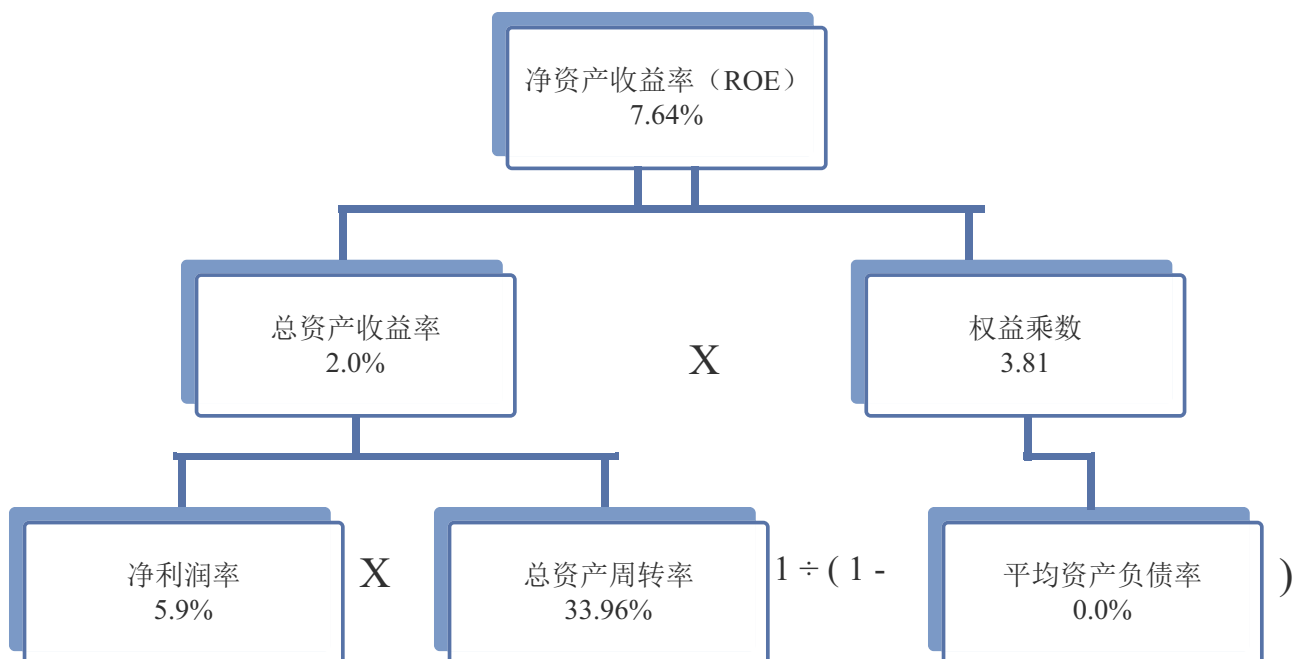 净资产收益率（ROE）
7.64%
总资产收益率
2.0%
X
权益乘数
3.81
净利润率
5.9%
X
总资产周转率
33.96%
1 ÷ ( 1 -
平均资产负债率
0.0%
)